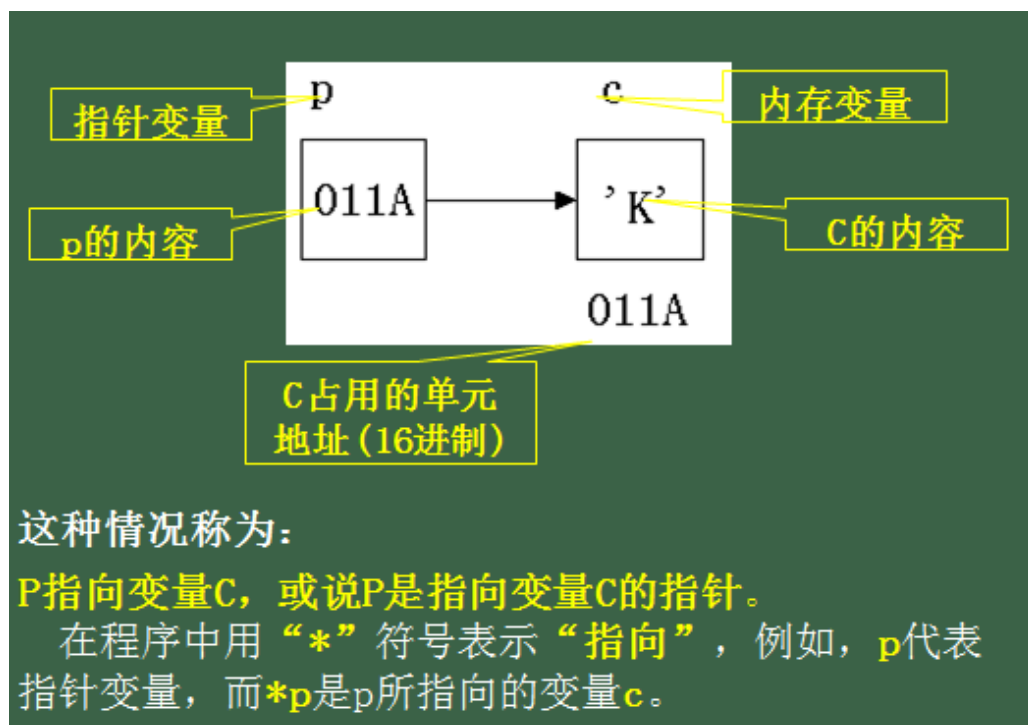 p
c
指针变量
内存变量
011A
'K'
p的内容
C的内容
011A
C占用的单元
地址(16进制)
这种情况称为:
P指向变量C，或说P是指向变量C的指针。
在程序中用“*”符号表示“指向”，例如，p代表
指针变量，而*p是p所指向的变量c。